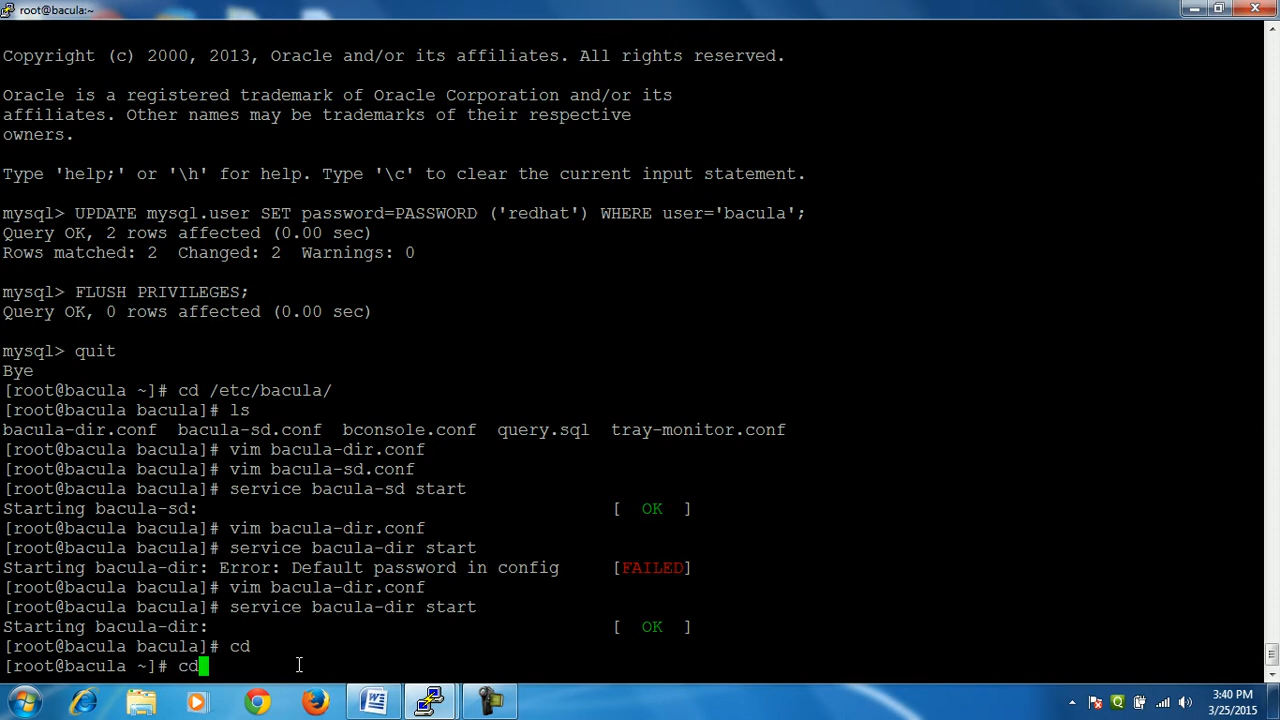 root@bacula:~
Copyright (c) 2000, 2013, Oracle and/or its affiliates. All rights reserved.
Oracle is a registered trademark of Oracle Corporation and/or its
affiliates. Other names may be trademarks of their respective
owners.
Type 'help;' or '\h' for help. Type '\c' to clear the current input statement.
mysql> UPDATE mysql.user SET password=PASSWORD ('redhat') WHERE user='bacula';
Query OK, 2 rows affected (0.00 sec)
Rows matched: 2  Changed: 2  Warnings: 0
mysql> FLUSH PRIVILEGES;
Query OK, 0 rows affected (0.00 sec)
mysql> quit
Bye
[root@bacula ~]# cd /etc/bacula/
[root@bacula bacula]# ls
bacula-dir.conf  bacula-sd.conf  bconsole.conf  query.sql  tray-monitor.conf
[root@bacula bacula]# vim bacula-dir.conf
[root@bacula bacula]# vim bacula-sd.conf
[root@bacula bacula]# service bacula-sd start
Starting bacula-sd: [  OK  ]
[root@bacula bacula]# vim bacula-dir.conf
[root@bacula bacula]# service bacula-dir start
Starting bacula-dir: Error: Default password in config [FAILED]
[root@bacula bacula]# vim bacula-dir.conf
[root@bacula bacula]# service bacula-dir start
Starting bacula-dir: [  OK  ]
[root@bacula bacula]# cd
[root@bacula ~]# cd
3:40 PM
3/25/2015